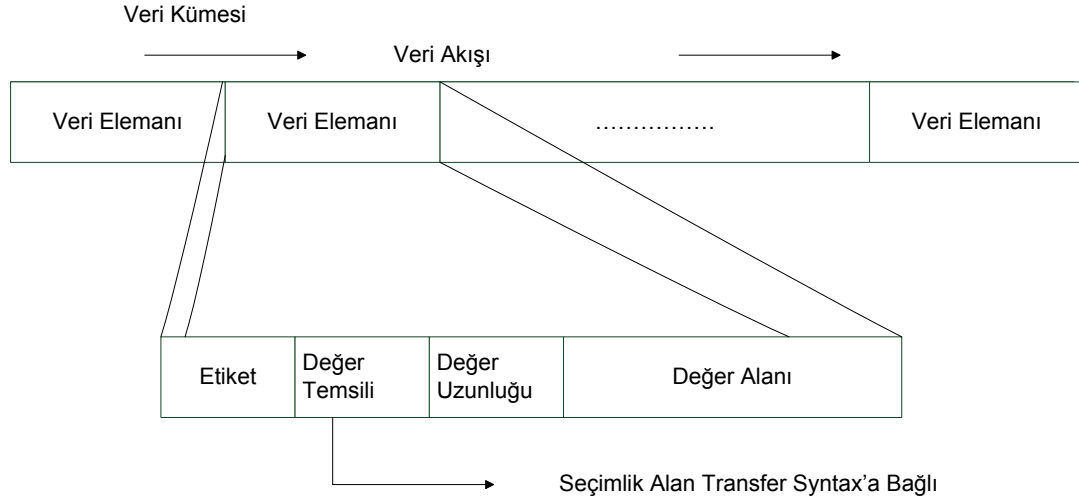 Veri Kümesi
Veri Akışı
Veri Elemanı
Veri Elemanı
................
Veri Elemanı
Etiket
Değer
Temsili
Değer
Uzunluğu
Değer Alanı
Seçimlik Alan Transfer Syntax'a Bağlı